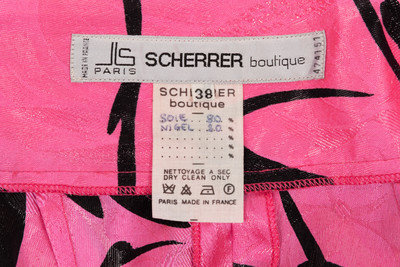 MADE IN FRANCE
JLS
PARIS
SCHERRER boutique
474151
SCHERRER
38
boutique
SOIE 80 %
NIGEL 20 %
%
%
%
NETTOYAGE A SEC
DRY CLEAN ONLY
PARIS MADE IN FRANCE